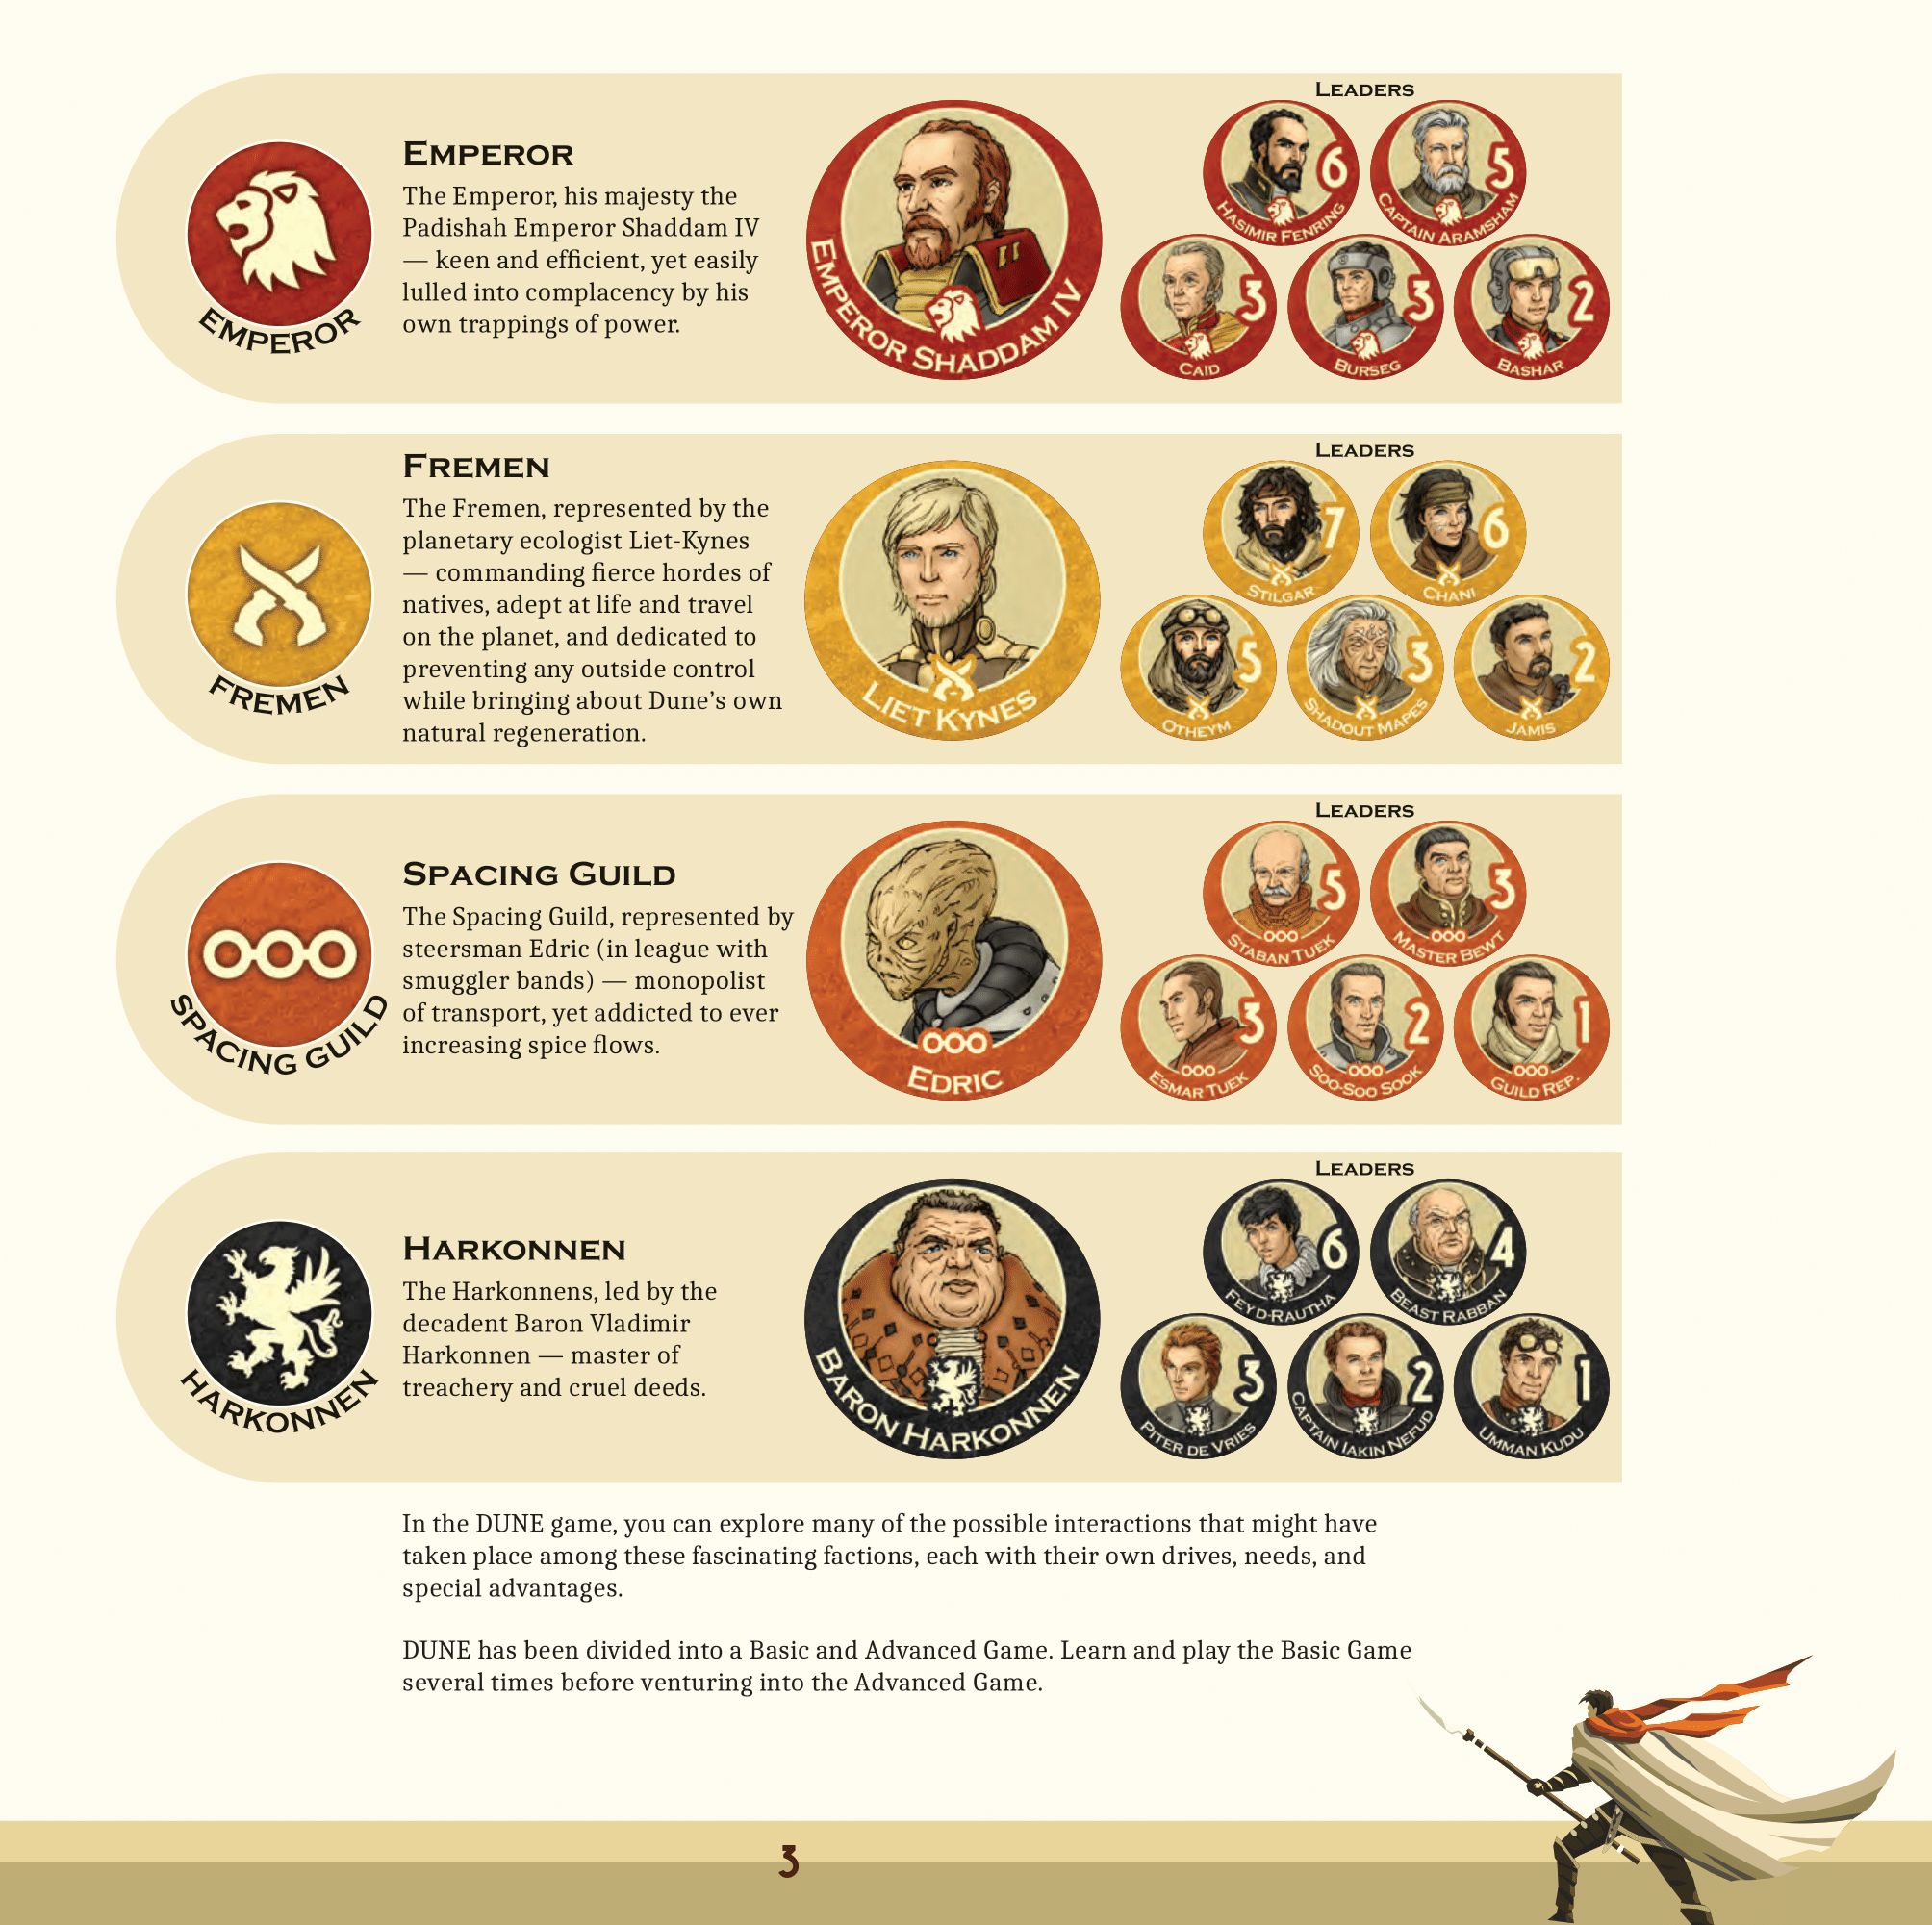 LEADERS
EMPEROR
The Emperor, his majesty the
Padishah Emperor Shaddam IV
— keen and efficient, yet easily
lulled into complacency by his
own trappings of power.
EMPEROR
EMPEROR SHADDAM IV
6
HASIMIR FENRING
5
CAPTAIN ARAMSHAM
3
CAID
3
BURSEG
2
BASHAR
LEADERS
FREMEN
The Fremen, represented by the
planetary ecologist Liet-Kynes
— commanding fierce hordes of
natives, adept at life and travel
on the planet, and dedicated to
preventing any outside control
while bringing about Dune’s own
natural regeneration.
FREMEN
LIET KYNES
7
STILGAR
6
CHANI
5
OTHEYM
3
SHADOUT MAPES
2
JAMIS
LEADERS
SPACING GUILD
The Spacing Guild, represented by
steersman Edric (in league with
smuggler bands) — monopolist
of transport, yet addicted to ever
increasing spice flows.
SPACING GUILD
EDRIC
5
STABAN TUEK
3
MASTER BEWT
3
ESMAR TUEK
2
SOO-SOO SOOK
1
GUILD REP.
LEADERS
HARKONNEN
The Harkonnens, led by the
decadent Baron Vladimir
Harkonnen — master of
treachery and cruel deeds.
HARKONNEN
BARON HARKONNEN
6
FEYD-RAUTHA
4
BEAST RABBAN
3
PITER DE VRIES
2
CAPTAIN IAKIN NEFUD
1
UMMAN KUDU
In the DUNE game, you can explore many of the possible interactions that might have
taken place among these fascinating factions, each with their own drives, needs, and
special advantages.
DUNE has been divided into a Basic and Advanced Game. Learn and play the Basic Game
several times before venturing into the Advanced Game.
3